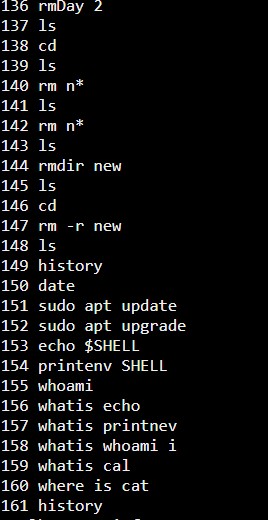 136 rmDay 2
137 ls
138 cd
139 ls
140 rm n*
141 ls
142 rm n*
143 ls
144 rmdir new
145 ls
146 cd
147 rm -r new
148 ls
149 history
150 date
151 sudo apt update
152 sudo apt upgrade
153 echo $SHELL
154 printenv SHELL
155 whoami
156 whatis echo
157 whatis printnev
158 whatis whoami i
159 whatis cal
160 where is cat
161 history